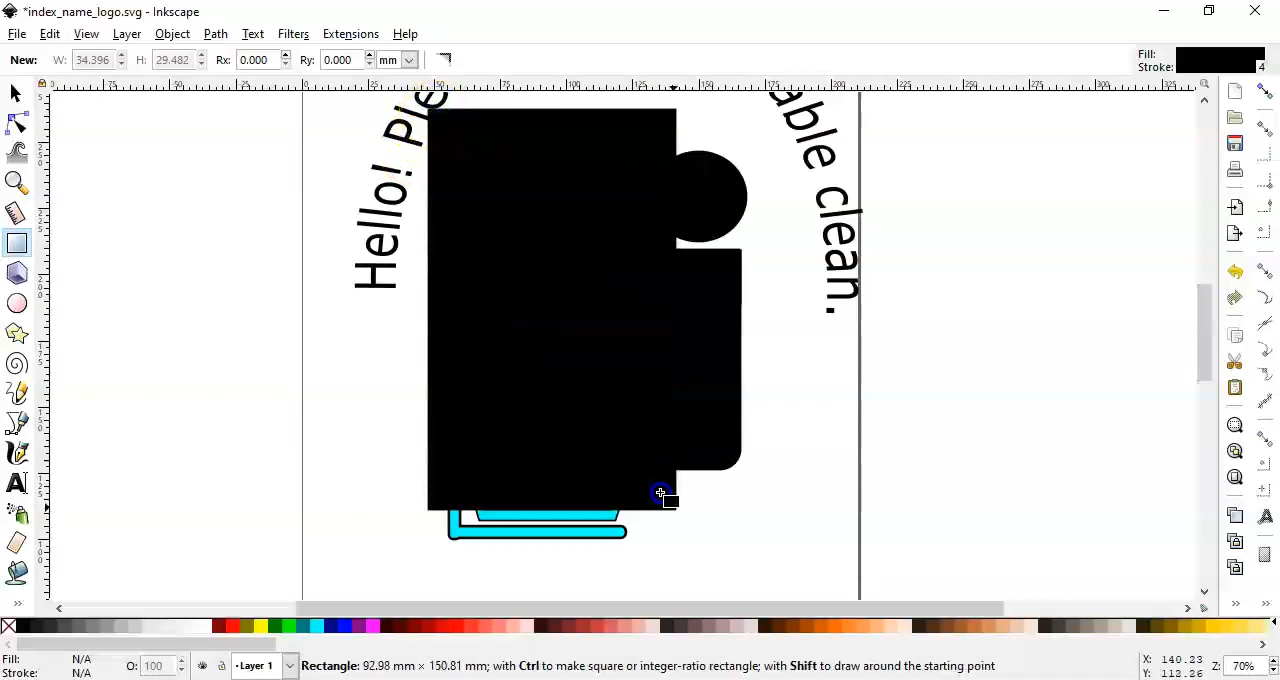 *index_name_logo.svg - Inkscape
File Edit View Layer Object Path Text Filters Extensions Help
New: W: 34.396 H: 29.482 Rx: 0.000 Ry: 0.000 mm Fill:
Stroke: 4
Hello! Ple
able clean.
Fill: N/A
Stroke: N/A
O: 100
Layer 1
Rectangle: 92.98 mm × 150.81 mm; with Ctrl to make square or integer-ratio rectangle; with Shift to draw around the starting point
X: 140.23
Y: 112.26
Z: 70%